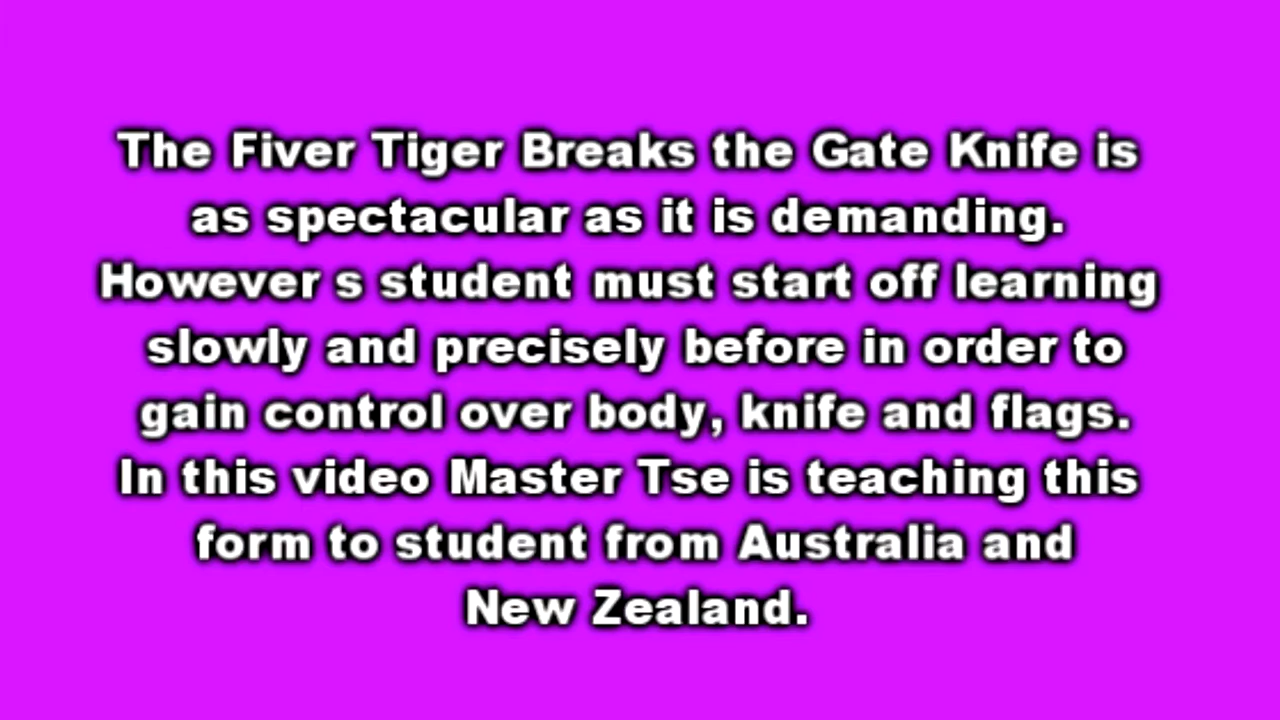 The Fiver Tiger Breaks the Gate Knife is
as spectacular as it is demanding.
However s student must start off learning
slowly and precisely before in order to
gain control over body, knife and flags.
In this video Master Tse is teaching this
form to student from Australia and
New Zealand.